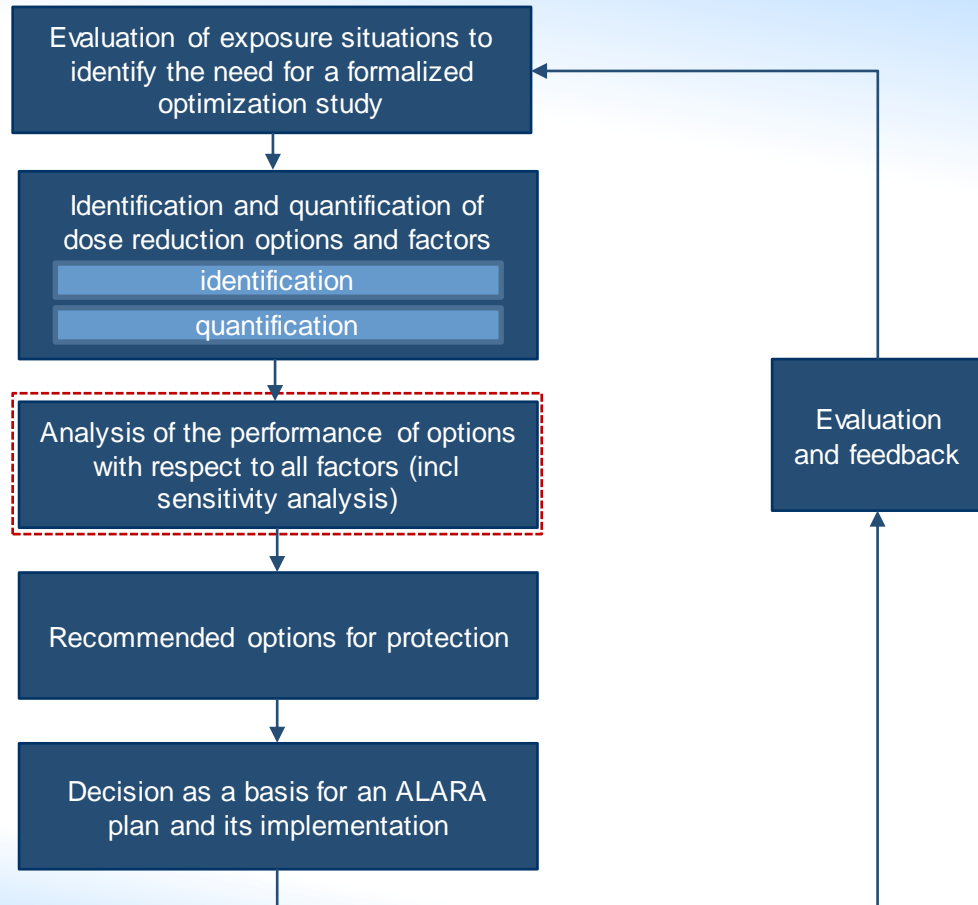 Evaluation of exposure situations to
identify the need for a formalized
optimization study
Identification and quantification of
dose reduction options and factors
identification
quantification
Analysis of the performance of options
with respect to all factors (incl
sensitivity analysis)
Evaluation
and feedback
Recommended options for protection
Decision as a basis for an ALARA
plan and its implementation